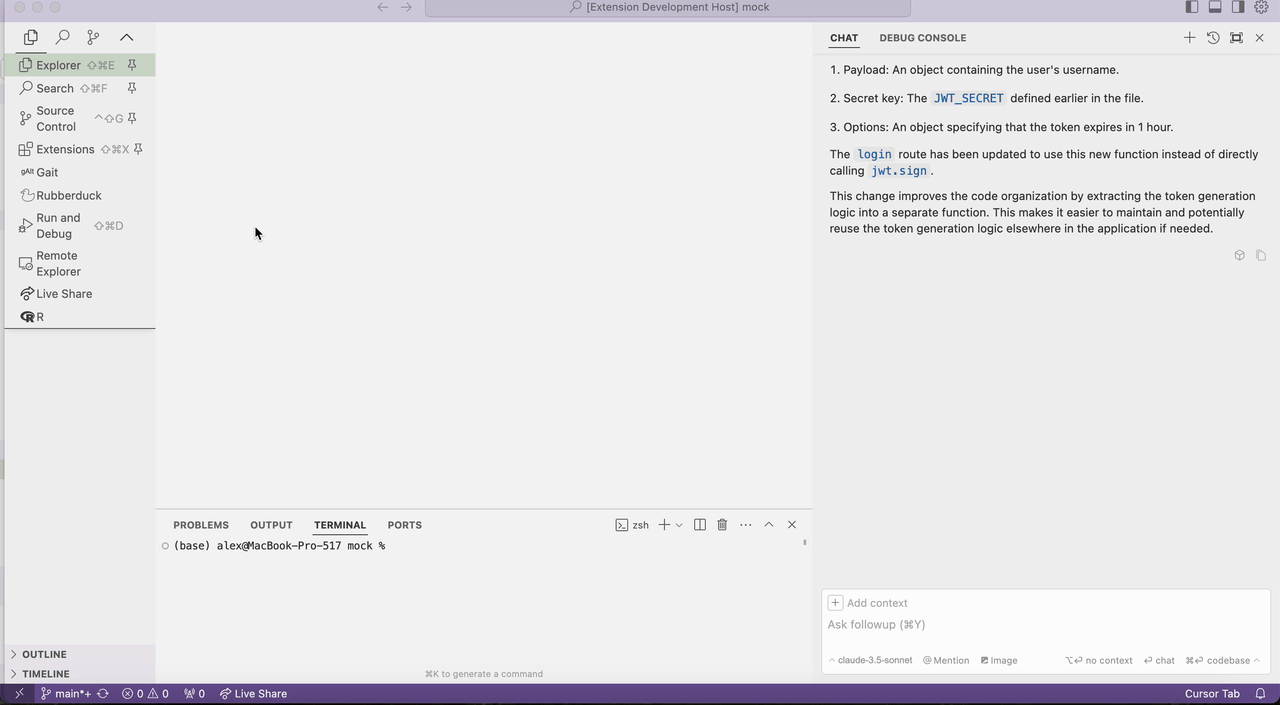 [Extension Development Host] mock
Explorer ⇧⌘E
Search ⇧⌘F
Source
Control ^⇧G
Extensions ⇧⌘X
gAIt Gait
Rubberduck
Run and
Debug ⇧⌘D
Remote
Explorer
Live Share
R R
OUTLINE
TIMELINE
PROBLEMS OUTPUT TERMINAL PORTS zsh
(base) alex@MacBook-Pro-517 mock %
⌘K to generate a command
CHAT DEBUG CONSOLE
1. Payload: An object containing the user's username.
2. Secret key: The JWT_SECRET defined earlier in the file.
3. Options: An object specifying that the token expires in 1 hour.
The login route has been updated to use this new function instead of directly
calling jwt.sign.
This change improves the code organization by extracting the token generation
logic into a separate function. This makes it easier to maintain and potentially
reuse the token generation logic elsewhere in the application if needed.
+ Add context
Ask followup (⌘Y)
^ claude-3.5-sonnet @ Mention Image ⌥⏎ no context ⏎ chat ⌘⏎ codebase ^
main*+ 0 0 0 Live Share Cursor Tab